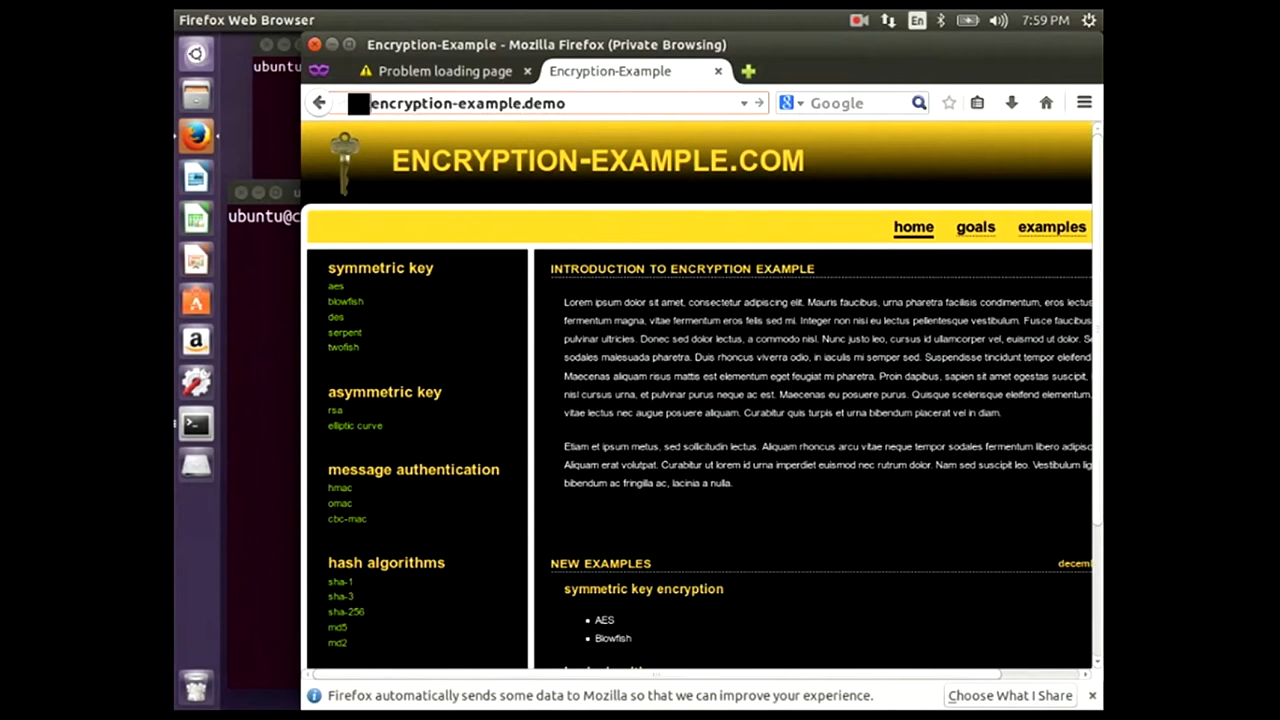 Firefox Web Browser
En
7:59 PM
ubuntu
Encryption-Example - Mozilla Firefox (Private Browsing)
Problem loading page
Encryption-Example
encryption-example.demo
Google
ENCRYPTION-EXAMPLE.COM
ubuntu@c
home goals examples
symmetric key
aes
blowfish
des
serpent
twofish
asymmetric key
rsa
elliptic curve
message authentication
hmac
omac
cbc-mac
hash algorithms
sha-1
sha-3
sha-256
md5
md2
INTRODUCTION TO ENCRYPTION EXAMPLE
Lorem ipsum dolor sit amet, consectetur adipiscing elit. Mauris faucibus, urna pharetra facilisis condimentum, eros lectus
fermentum magna, vitae fermentum eros felis sed mi. Integer non nisi eu lectus pellentesque vestibulum. Fusce faucibus
pulvinar ultricies. Donec sed dolor lectus, a commodo nisl. Nunc justo leo, cursus id ullamcorper vel, euismod ut dolor. Se
sodales malesuada pharetra. Duis rhoncus viverra odio, in iaculis mi semper sed. Suspendisse tincidunt tempor eleifend
Maecenas aliquam risus mattis est elementum eget feugiat mi pharetra. Proin dapibus, sapien sit amet egestas suscipit,
nisl cursus urna, et pulvinar purus neque ac est. Maecenas eu posuere purus. Quisque scelerisque eleifend elementum,
vitae lectus nec augue posuere aliquam. Curabitur quis turpis et urna bibendum placerat vel in diam.
Etiam et ipsum metus, sed sollicitudin lectus. Aliquam rhoncus arcu vitae neque tempor sodales fermentum libero adipisc
Aliquam erat volutpat. Curabitur ut lorem id urna imperdiet euismod nec rutrum dolor. Nam sed suscipit leo. Vestibulum lig
bibendum ac fringilla ac, lacinia a nulla.
NEW EXAMPLES
decemb
symmetric key encryption
AES
Blowfish
Firefox automatically sends some data to Mozilla so that we can improve your experience.
Choose What I Share